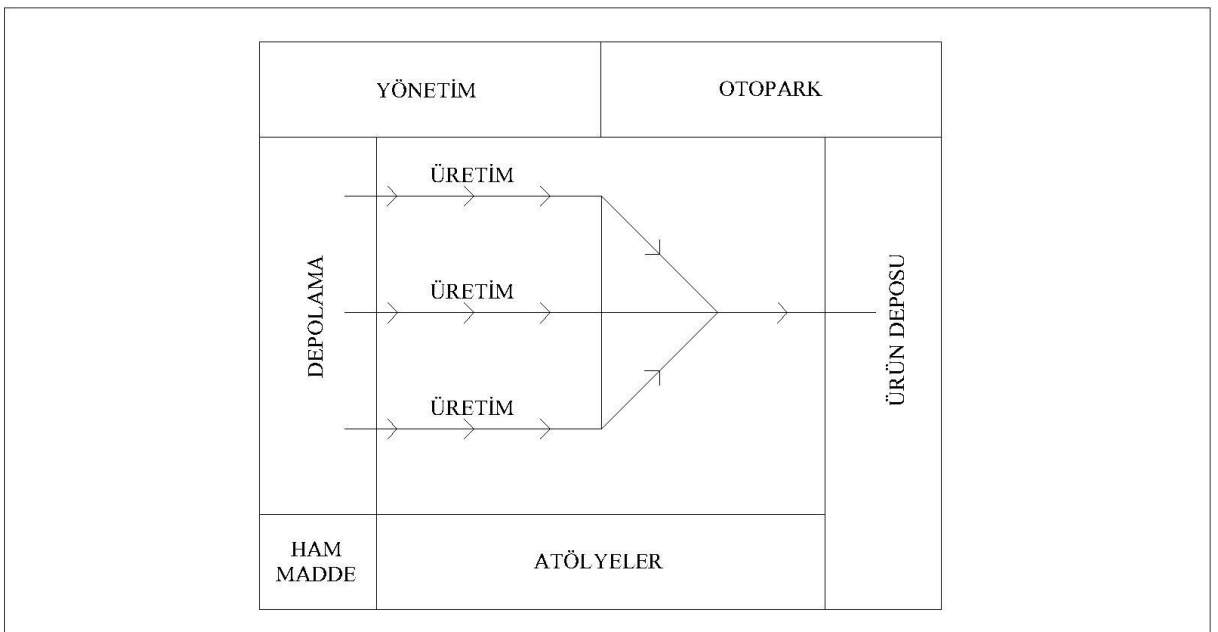 YÖNETİM
OTOPARK
ÜRETİM
DEPOLAMA
ÜRETİM
ÜRÜN DEPOSU
ÜRETİM
HAM
MADDE
ATÖLYELER